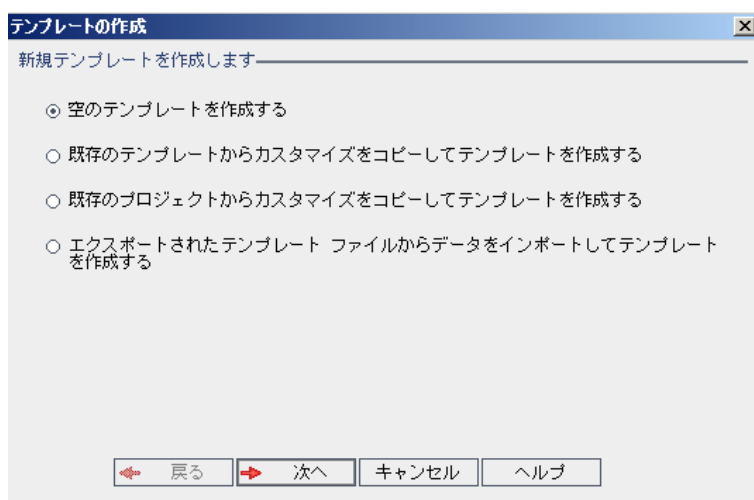 テンプレートの作成
新規テンプレートを作成します
空のテンプレートを作成する
既存のテンプレートからカスタマイズをコピーしてテンプレートを作成する
既存のプロジェクトからカスタマイズをコピーしてテンプレートを作成する
エクスポートされたテンプレート ファイルからデータをインポートしてテンプレート
を作成する
戻る 次へ キャンセル ヘルプ